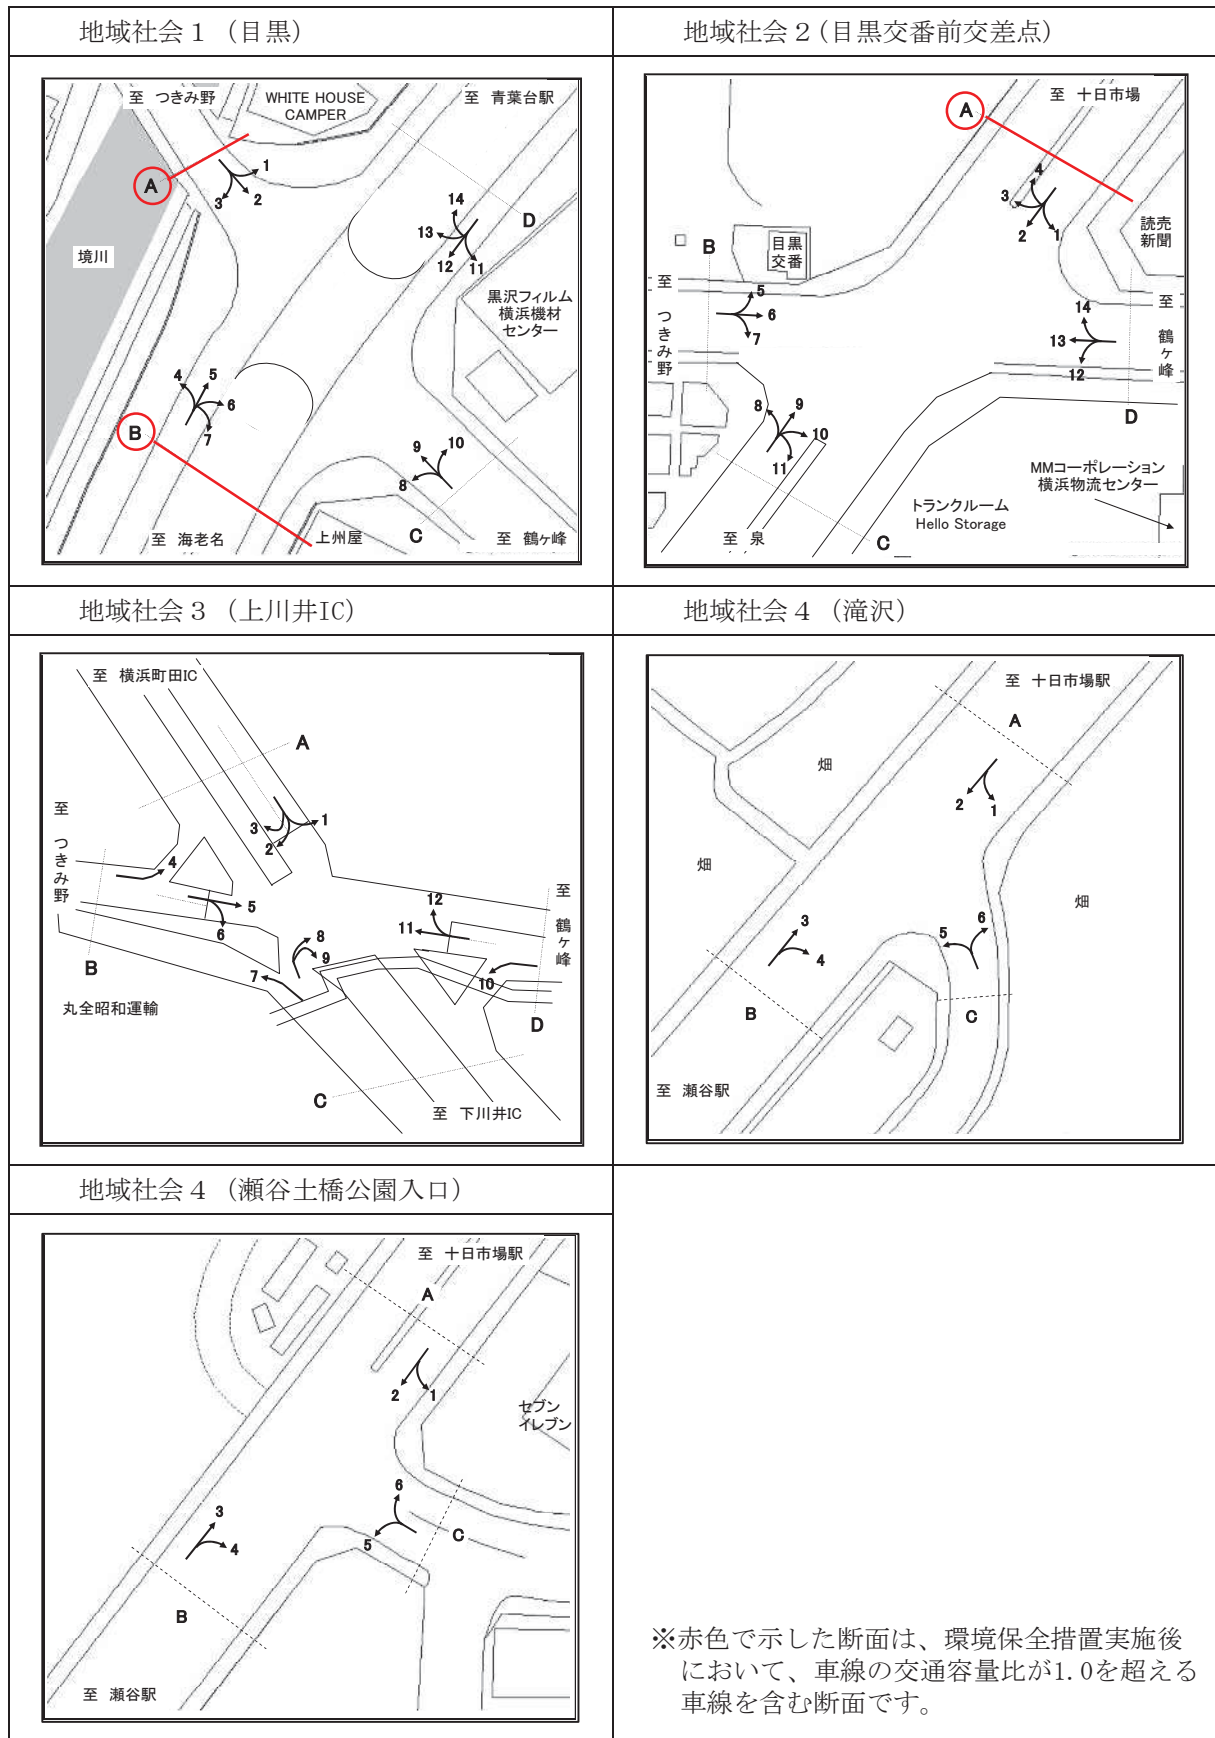 地域社会１（目黒）
至 つきみ野
WHITE HOUSE
CAMPER
至 青葉台駅
A
1
2
3
14
13
12
11
D
境川
黒沢フィルム
横浜機材
センター
4
5
6
7
B
9
10
8
C
至 海老名
上州屋
至 鶴ヶ峰
地域社会２（目黒交番前交差点）
A
至 十日市場
4
3
2
1
読売
新聞
B
目黒
交番
至 つきみ野
5
6
7
14
13
12
至 鶴ヶ峰
D
8
9
10
11
MMコーポレーション
横浜物流センター
トランクルーム
Hello Storage
至 泉
C
地域社会３（上川井IC）
至 横浜町田IC
A
3
1
2
至 つきみ野
4
5
6
B
12
11
至 鶴ヶ峰
8
9
7
10
丸全昭和運輸
D
C
至 下川井IC
地域社会４（滝沢）
至 十日市場駅
A
畑
2
1
畑
畑
3
4
5
6
B
C
至 瀬谷駅
地域社会４（瀬谷土橋公園入口）
至 十日市場駅
A
2
1
セブン
イレブン
3
4
6
5
C
B
至 瀬谷駅
※赤色で示した断面は、環境保全措置実施後
において、車線の交通容量比が1.0を超える
車線を含む断面です。